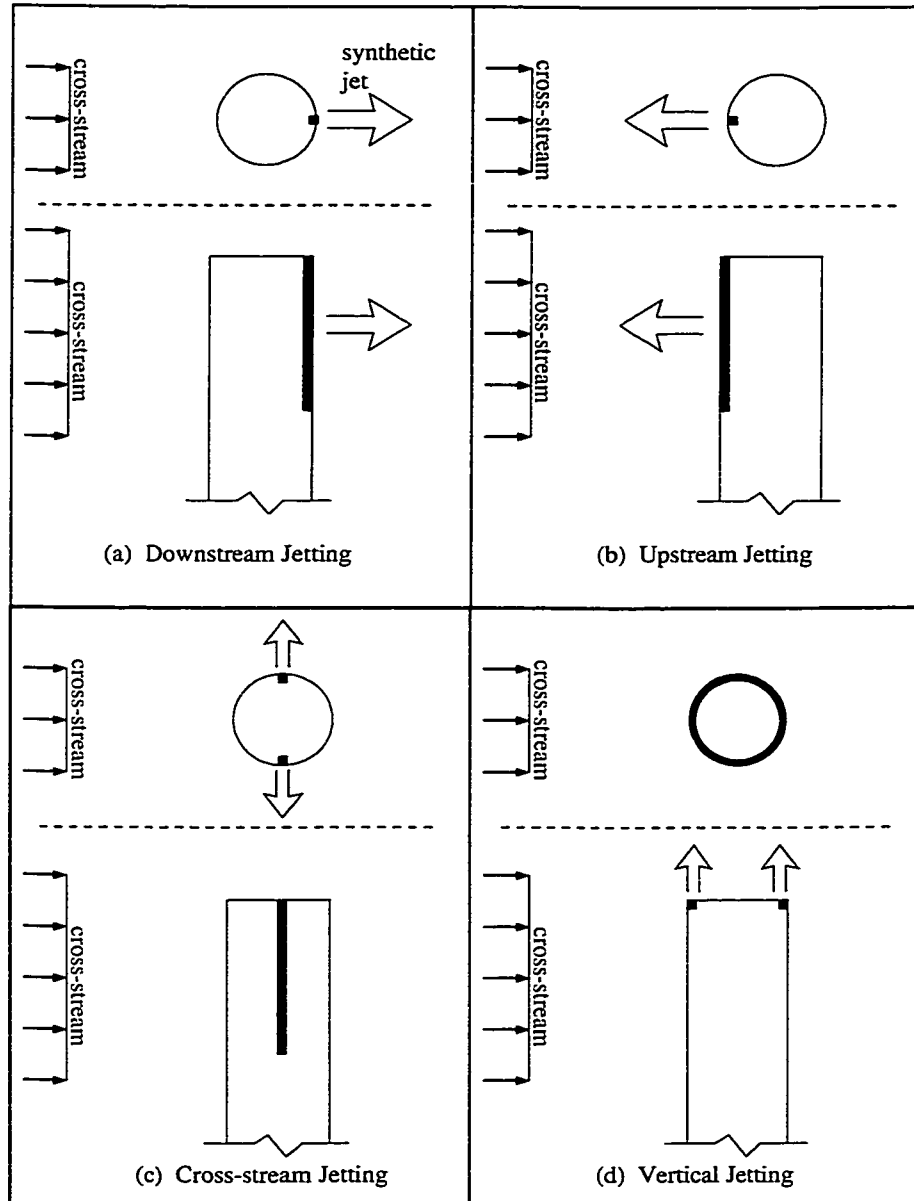 synthetic
jet
cross-stream
cross-stream
(a) Downstream Jetting
cross-stream
cross-stream
(b) Upstream Jetting
cross-stream
cross-stream
(c) Cross-stream Jetting
cross-stream
cross-stream
(d) Vertical Jetting